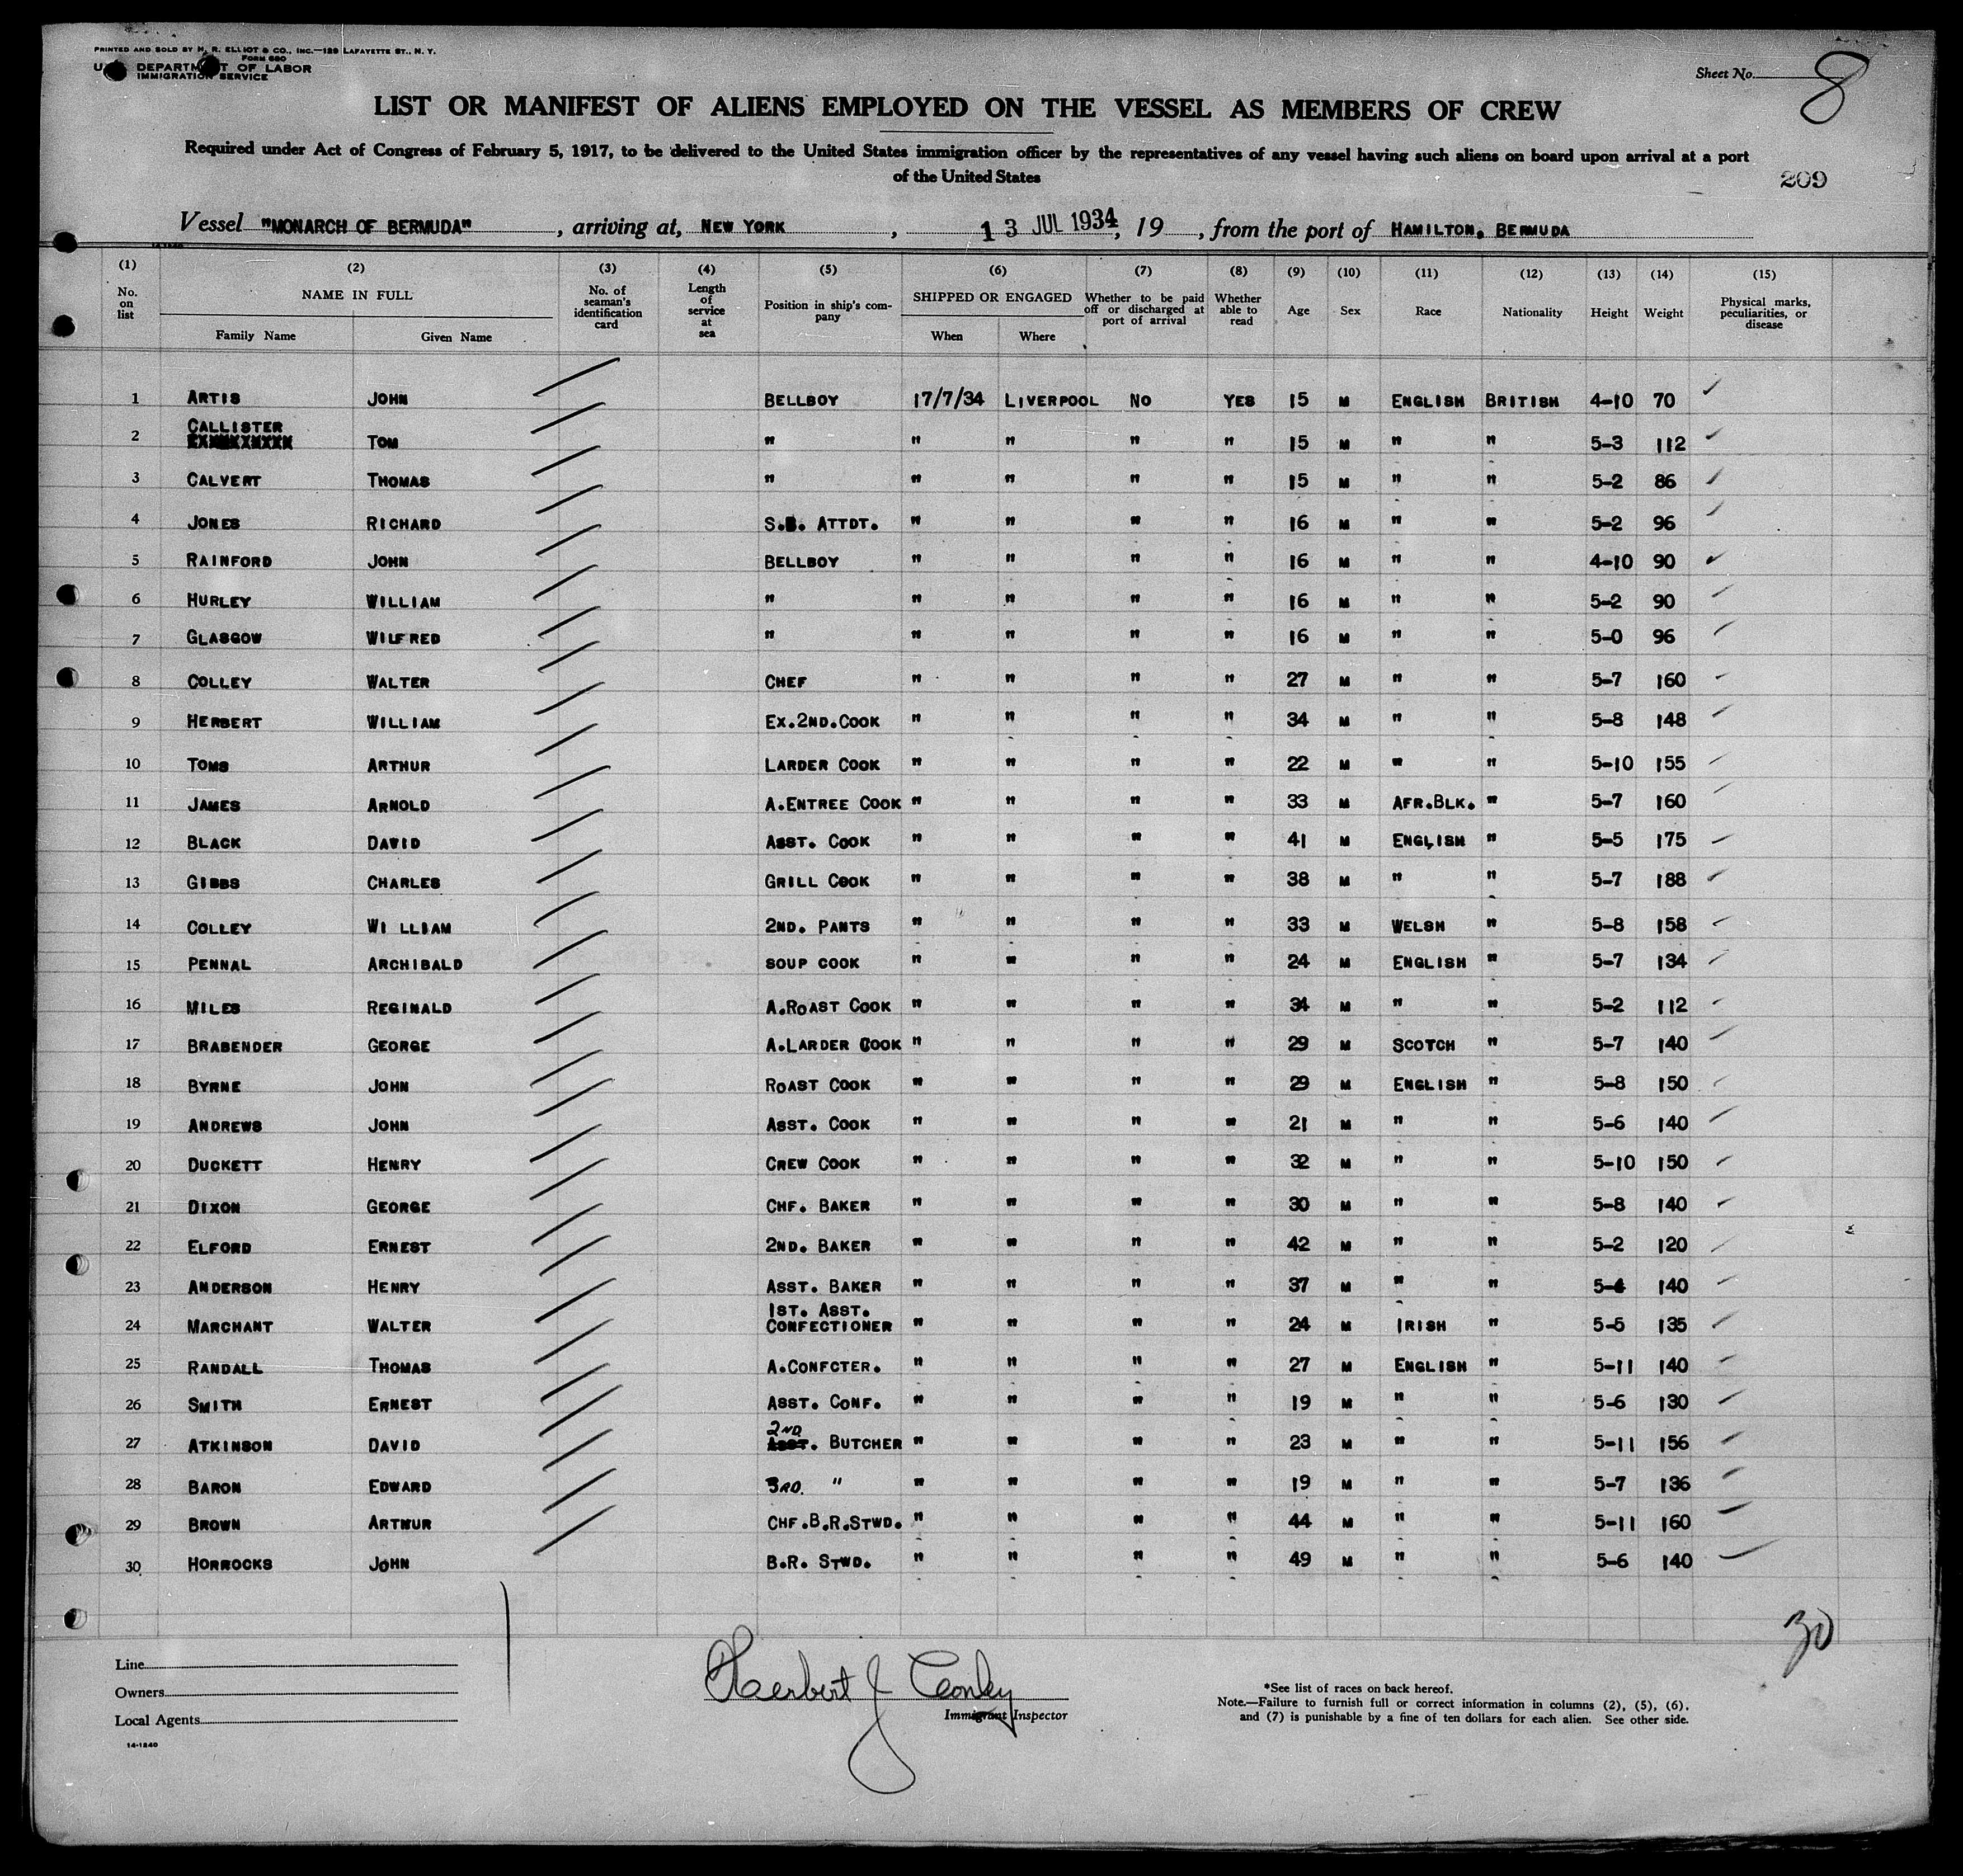 PRINTED AND SOLD BY H. R. ELLIOT & CO., INC.—129 LAFAYETTE ST., N. Y.
FORM 680
U. DEPARTM T OF LABOR
IMMIGRATION SERVICE
Sheet No. 8
LIST OR MANIFEST OF ALIENS EMPLOYED ON THE VESSEL AS MEMBERS OF CREW
Required under Act of Congress of February 5, 1917, to be delivered to the United States immigration officer by the representatives of any vessel having such aliens on board upon arrival at a port
of the United States
209
Vessel "MONARCH OF BERMUDA", arriving at, NEW YORK, 13 JUL 1934, 19 , from the port of HAMILTON, BERMUDA
(1) (2) (3) (4) (5) (6) (7) (8) (9) (10) (11) (12) (13) (14) (15)
No. on list NAME IN FULL No. of seaman's identification card Length of service at sea Position in ship's company SHIPPED OR ENGAGED Whether to be paid off or discharged at port of arrival Whether able to read Age Sex Race Nationality Height Weight Physical marks, peculiarities, or disease
Family Name Given Name When Where
1 ARTIS JOHN BELLBOY 17/7/34 LIVERPOOL NO YES 15 M ENGLISH BRITISH 4-10 70
2 CALLISTER TOM " " " " " 15 M " " 5-3 112
3 CALVERT THOMAS " " " " " 15 M " " 5-2 86
4 JONES RICHARD S.B. ATTDT. " " " " 16 M " " 5-2 96
5 RAINFORD JOHN BELLBOY " " " " 16 M " " 4-10 90
6 HURLEY WILLIAM " " " " " 16 M " " 5-2 90
7 GLASGOW WILFRED " " " " " 16 M " " 5-0 96
8 COLLEY WALTER CHEF " " " " 27 M " " 5-7 160
9 HERBERT WILLIAM EX.2ND.COOK " " " " 34 M " " 5-8 148
10 TOMS ARTHUR LARDER COOK " " " " 22 M " " 5-10 155
11 JAMES ARNOLD A.ENTREE COOK " " " " 33 M AFR.BLK. " 5-7 160
12 BLACK DAVID ASST. COOK " " " " 41 M ENGLISH " 5-5 175
13 GIBBS CHARLES GRILL COOK " " " " 38 M " " 5-7 188
14 COLLEY WI LLIAM 2ND. PANTS " " " " 33 M WELSH " 5-8 158
15 PENNAL ARCHIBALD SOUP COOK " " " " 24 M ENGLISH " 5-7 134
16 MILES REGINALD A.ROAST COOK " " " " 34 M " " 5-2 112
17 BRABENDER GEORGE A.LARDER COOK " " " " 29 M SCOTCH " 5-7 140
18 BYRNE JOHN ROAST COOK " " " " 29 M ENGLISH " 5-8 150
19 ANDREWS JOHN ASST. COOK " " " " 21 M " " 5-6 140
20 DUCKETT HENRY CREW COOK " " " " 32 M " " 5-10 150
21 DIXON GEORGE CHF. BAKER " " " " 30 M " " 5-8 140
22 ELFORD ERNEST 2ND. BAKER " " " " 42 M " " 5-2 120
23 ANDERSON HENRY ASST. BAKER " " " " 37 M " " 5-4 140
24 MARCHANT WALTER 1ST. ASST. CONFECTIONER " " " " 24 M IRISH " 5-5 135
25 RANDALL THOMAS A.CONFCTER. " " " " 27 M ENGLISH " 5-11 140
26 SMITH ERNEST ASST. CONF. " " " " 19 M " " 5-6 130
27 ATKINSON DAVID 2ND ASST. BUTCHER " " " " 23 M " " 5-11 156
28 BARON EDWARD 3RD. " " " " " 19 M " " 5-7 136
29 BROWN ARTHUR CHF.B.R.STWD. " " " " 44 M " " 5-11 160
30 HORROCKS JOHN B.R. STWD. " " " " 49 M " " 5-6 140
30
Line
Owners
Local Agents
14-1240
Herbert J Conley
Immigrant Inspector
*See list of races on back hereof.
Note.—Failure to furnish full or correct information in columns (2), (5), (6),
and (7) is punishable by a fine of ten dollars for each alien. See other side.